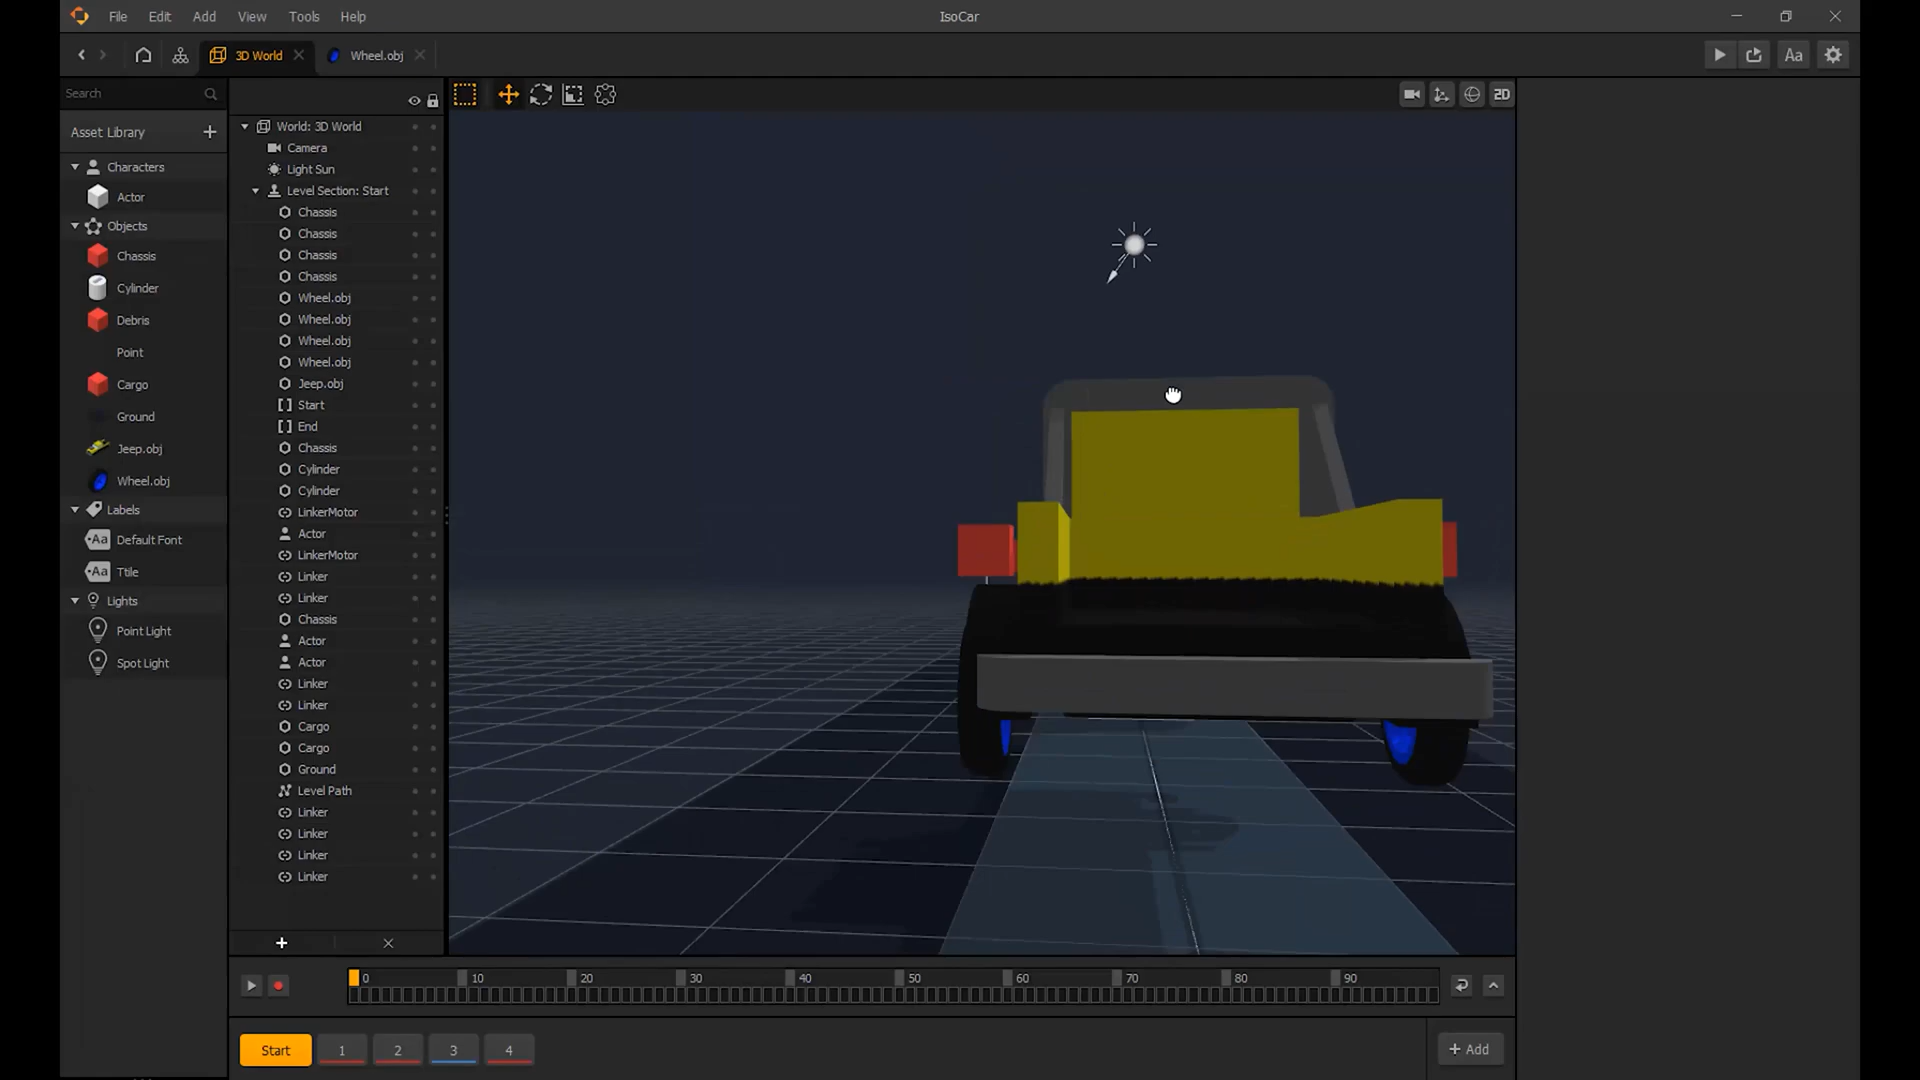 File Edit View Add Tools Help
IsoCar
3D World
Wheel.obj
Aa
Search
2D
Asset Library
Characters
Actor
Objects
Chassis
Cylinder
Debris
Point
Cargo
Ground
Jeep.obj
Wheel.obj
Labels
Aa Default Font
Aa Ttile
Lights
Point Light
Spot Light
World: 3D World
Camera
Light Sun
Level Section: Start
Chassis
Chassis
Chassis
Chassis
Wheel.obj
Wheel.obj
Wheel.obj
Wheel.obj
Jeep.obj
Start
End
Chassis
Cylinder
Cylinder
LinkerMotor
Actor
LinkerMotor
Linker
Linker
Chassis
Actor
Actor
Linker
Linker
Cargo
Cargo
Ground
Level Path
Linker
Linker
Linker
Linker
0 10 20 30 40 50 60 70 80 90
Start 1 2 3 4
Add